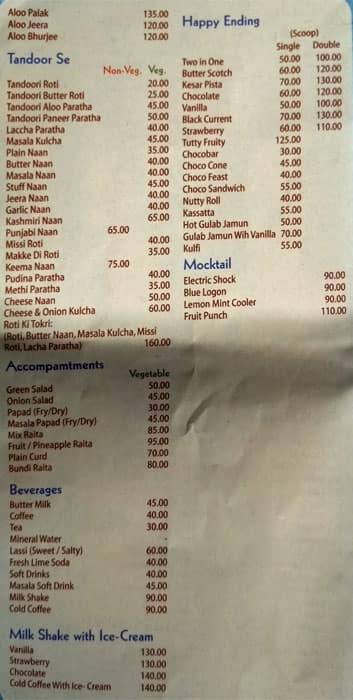 Aloo Palak 135.00
Aloo Jeera 120.00
Aloo Bhurjee 120.00
Tandoor Se
Non-Veg. Veg.
Tandoori Roti 20.00
Tandoori Butter Roti 25.00
Tandoori Aloo Paratha 45.00
Tandoori Paneer Paratha 50.00
Laccha Paratha 40.00
Masala Kulcha 45.00
Plain Naan 35.00
Butter Naan 40.00
Masala Naan 40.00
Stuff Naan 45.00
Jeera Naan 40.00
Garlic Naan 40.00
Kashmiri Naan 65.00
Punjabi Naan 65.00
Missi Roti 40.00
Makke Di Roti 35.00
Keema Naan 75.00
Pudina Paratha 40.00
Methi Paratha 35.00
Cheese Naan 50.00
Cheese & Onion Kulcha 60.00
Roti Ki Tokri:
(Roti, Butter Naan, Masala Kulcha, Missi
Roti, Lacha Paratha) 160.00
Accompamtments
Vegetable
Green Salad 50.00
Onion Salad 45.00
Papad (Fry/Dry) 30.00
Masala Papad (Fry/Dry) 45.00
Mix Raita 85.00
Fruit / Pineapple Raita 95.00
Plain Curd 70.00
Bundi Raita 80.00
Beverages
Butter Milk 45.00
Coffee 40.00
Tea 30.00
Mineral Water
Lassi (Sweet / Salty) 60.00
Fresh Lime Soda 40.00
Soft Drinks 40.00
Masala Soft Drink 45.00
Milk Shake 90.00
Cold Coffee 90.00
Milk Shake with Ice-Cream
Vanilla 130.00
Strawberry 130.00
Chocolate 140.00
Cold Coffee With Ice- Cream 140.00
Happy Ending
(Scoop)
Single Double
Two in One 50.00 100.00
Butter Scotch 60.00 120.00
Kesar Pista 70.00 130.00
Chocolate 60.00 120.00
Vanilla 50.00 100.00
Black Current 70.00 130.00
Strawberry 60.00 110.00
Tutty Fruity 125.00
Chocobar 30.00
Choco Cone 45.00
Choco Feast 40.00
Choco Sandwich 55.00
Nutty Roll 40.00
Kassatta 55.00
Hot Gulab Jamun 50.00
Gulab Jamun Wih Vanilla 70.00
Kulfi 55.00
Mocktail
Electric Shock 90.00
Blue Logon 90.00
Lemon Mint Cooler 90.00
Fruit Punch 110.00